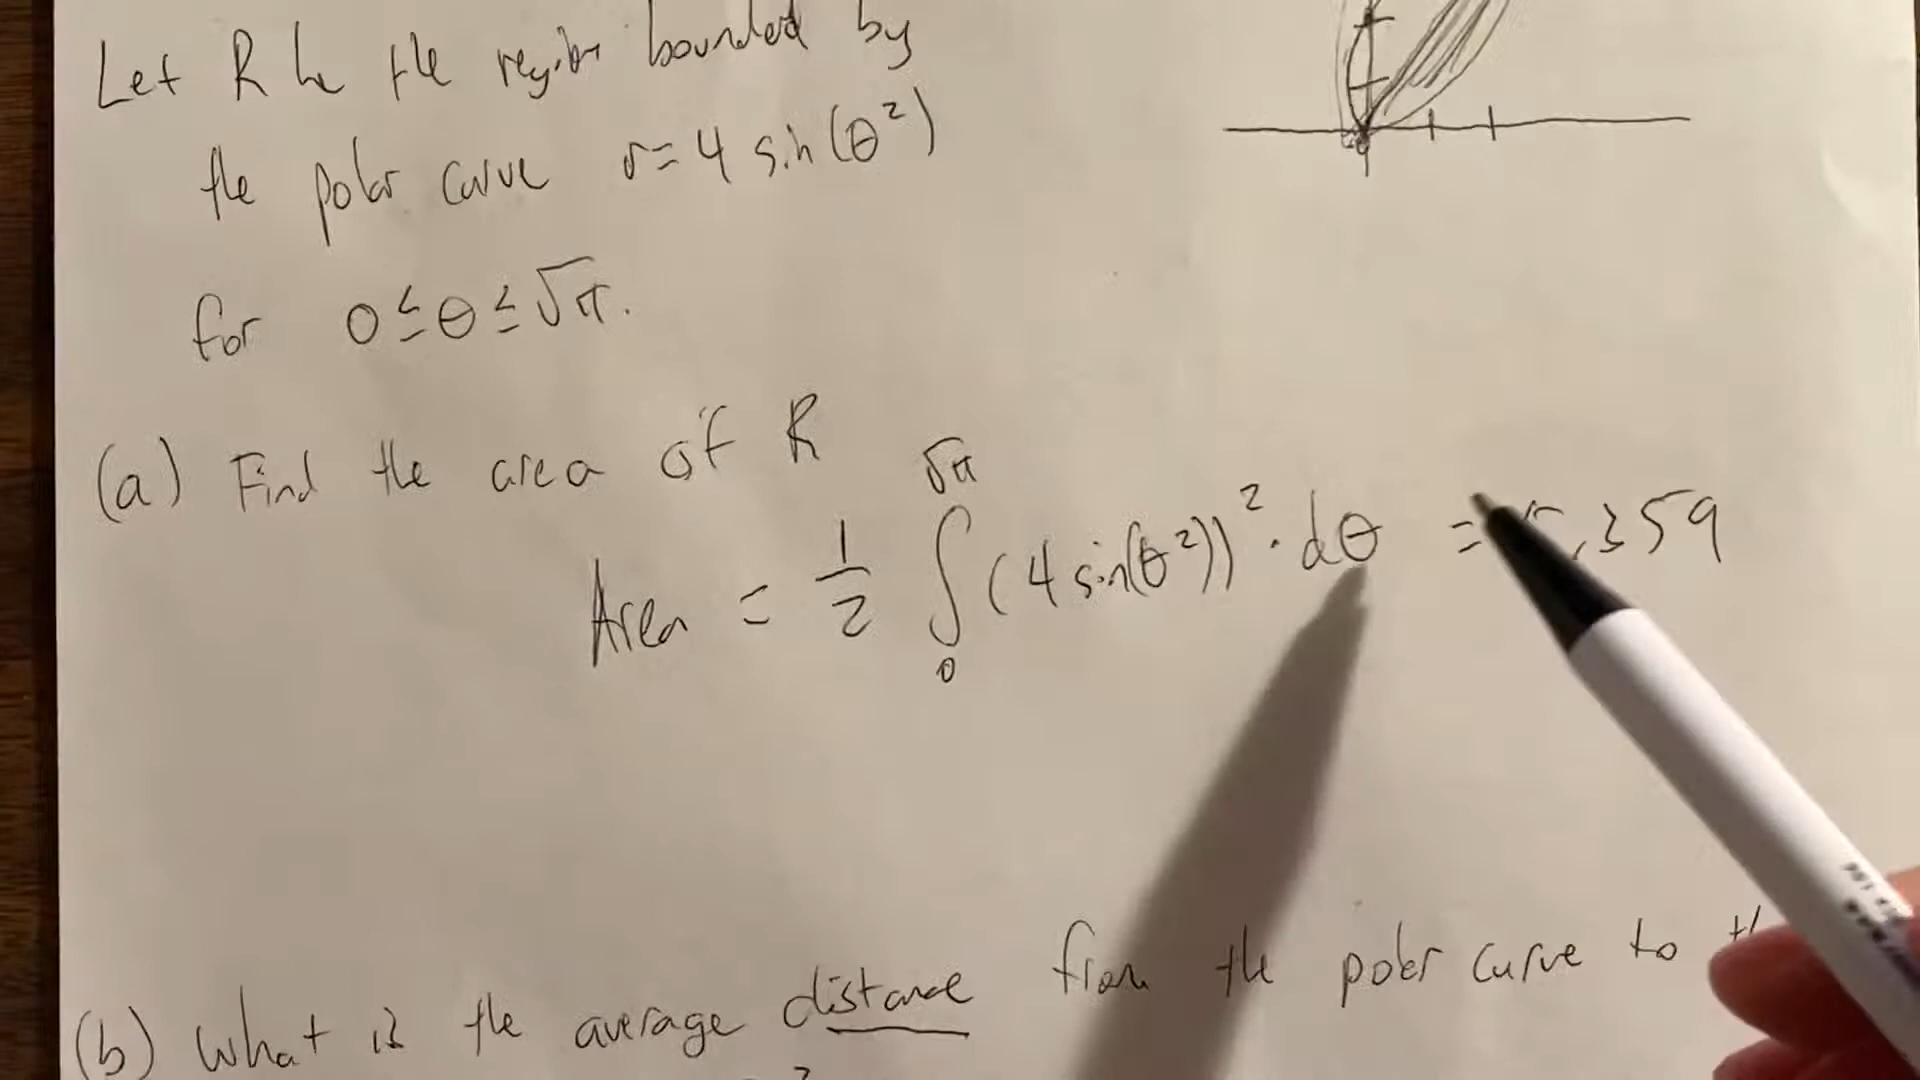 Let R be the region bounded by
the polar curve r = 4 sin(θ²)
for 0 ≤ θ ≤ √π.
(a) Find the area of R
Area = 1/2 ∫₀^√π (4 sin(θ²))² · dθ = .359
(b) What is the average distance from the polar curve to